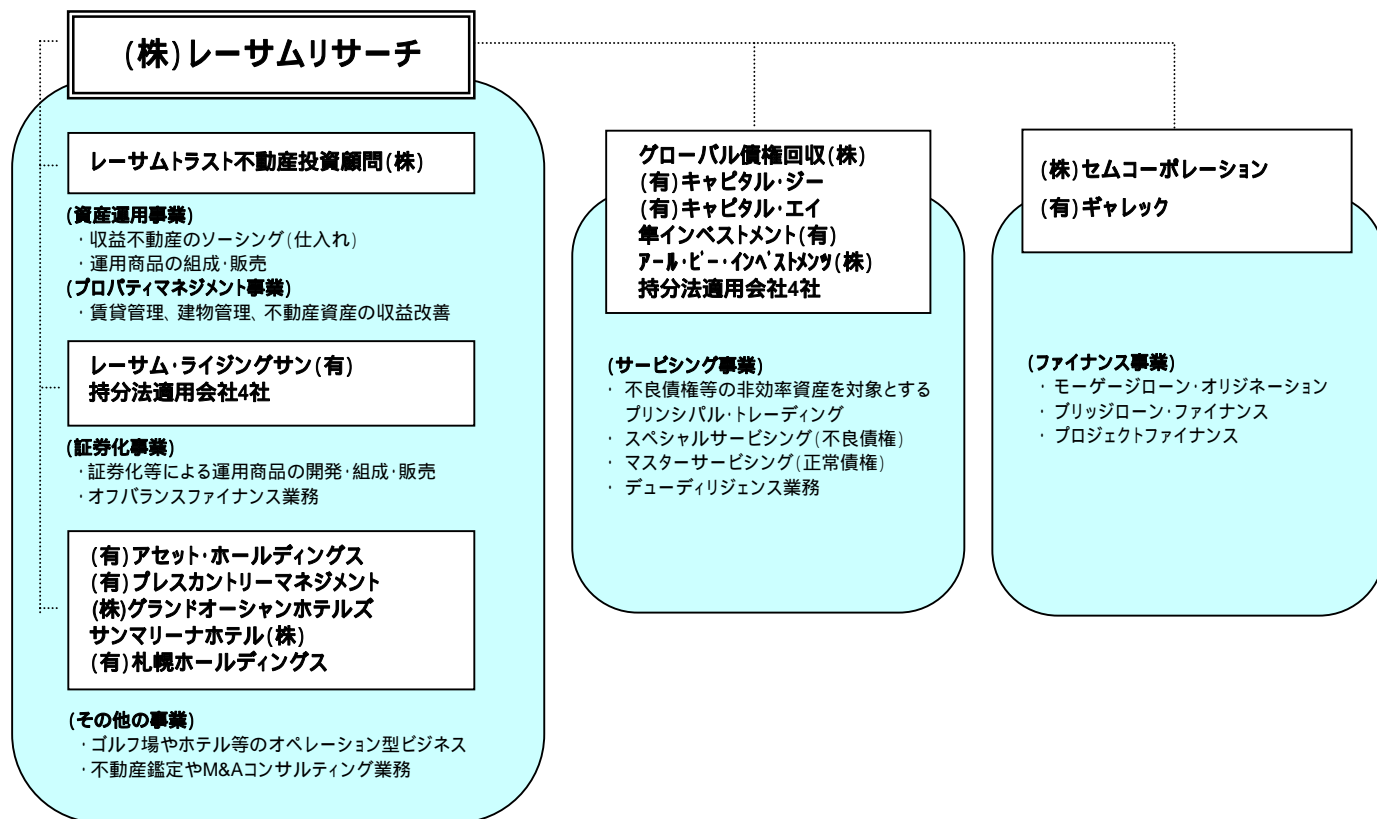 (株)レーサムリサーチ
レーサムトラスト不動産投資顧問(株)
(資産運用事業)
・収益不動産のソーシング(仕入れ)
・運用商品の組成・販売
(プロパティマネジメント事業)
・賃貸管理、建物管理、不動産資産の収益改善
レーサム・ライジングサン(有)
持分法適用会社4社
(証券化事業)
・証券化等による運用商品の開発・組成・販売
・オフバランスファイナンス業務
(有)アセット・ホールディングス
(有)プレスカントリーマネジメント
(株)グランドオーシャンホテルズ
サンマリーナホテル(株)
(有)札幌ホールディングス
(その他の事業)
・ゴルフ場やホテル等のオペレーション型ビジネス
・不動産鑑定やM&Aコンサルティング業務
グローバル債権回収(株)
(有)キャピタル・ジー
(有)キャピタル・エイ
隼インベストメント(有)
アール・ビー・インベストメンツ(株)
持分法適用会社4社
(サービシング事業)
・ 不良債権等の非効率資産を対象とする
プリンシパル・トレーディング
・ スペシャルサービシング(不良債権)
・ マスターサービシング(正常債権)
・ デューディリジェンス業務
(株)セムコーポレーション
(有)ギャレック
(ファイナンス事業)
・ モーゲージローン・オリジネーション
・ ブリッジローン・ファイナンス
・ プロジェクトファイナンス